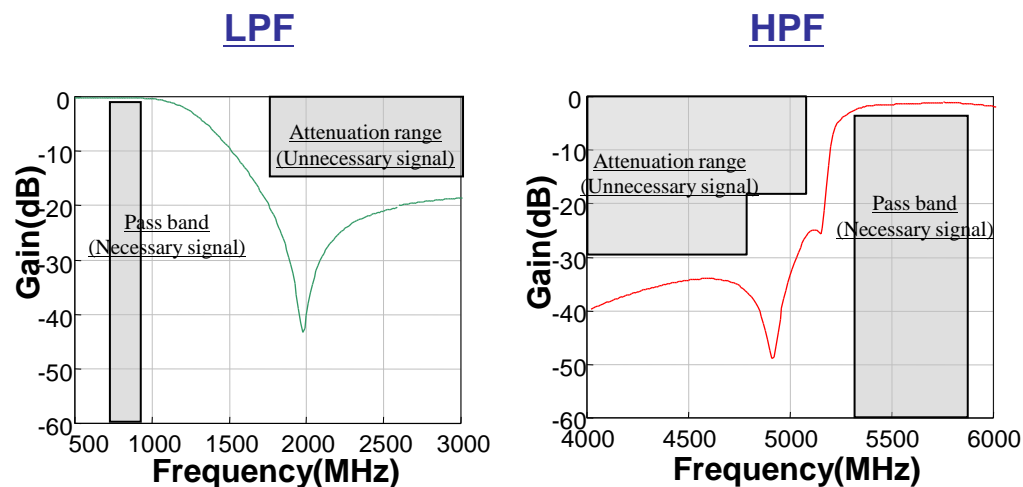 LPF
HPF
0
-10
-20
-30
-40
-50
-60
Gain(dB)
Attenuation range
(Unnecessary signal)
Pass band
(Necessary signal)
500
1000
1500
2000
2500
3000
Frequency(MHz)
0
-10
-20
-30
-40
-50
-60
Gain(dB)
Attenuation range
(Unnecessary signal)
Pass band
(Necessary signal)
4000
4500
5000
5500
6000
Frequency(MHz)